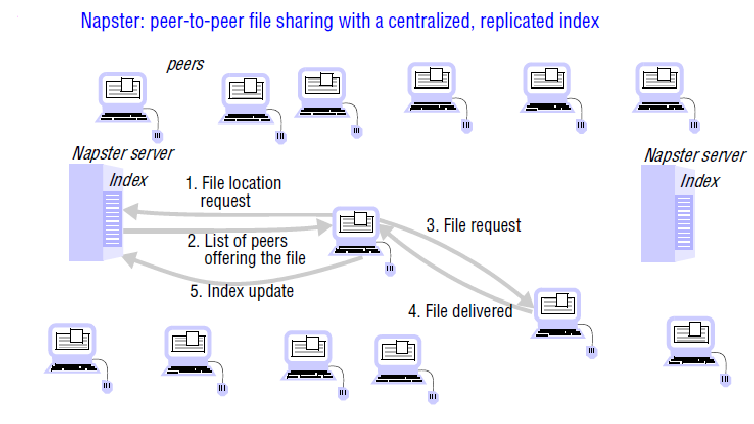 Napster: peer-to-peer file sharing with a centralized, replicated index
peers
Napster server
Index
Napster server
Index
1. File location
request
2. List of peers
offering the file
5. Index update
3. File request
4. File delivered